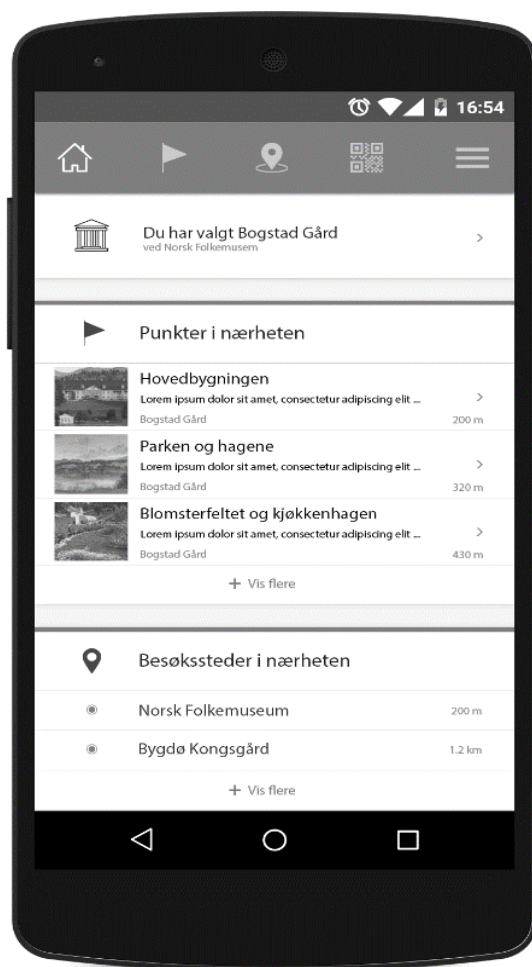 16:54
Du har valgt Bogstad Gård
ved Norsk Folkemusem
Punkter i nærheten
Hovedbygningen
Lorem ipsum dolor sit amet, consectetur adipiscing elit ...
Bogstad Gård 200 m
Parken og hagene
Lorem ipsum dolor sit amet, consectetur adipiscing elit ...
Bogstad Gård 320 m
Blomsterfeltet og kjøkkenhagen
Lorem ipsum dolor sit amet, consectetur adipiscing elit ...
Bogstad Gård 430 m
+ Vis flere
Besøkssteder i nærheten
Norsk Folkemuseum 200 m
Bygdø Kongsgård 1.2 km
+ Vis flere